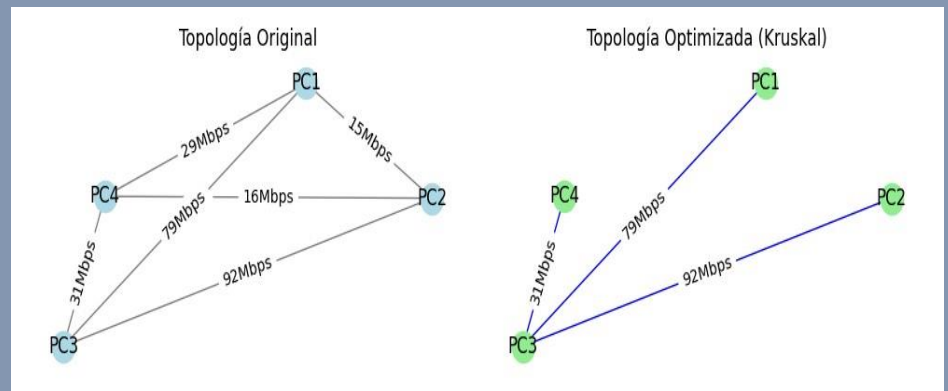 Topología Original
PC1
29Mbps
15Mbps
PC4
16Mbps
PC2
79Mbps
31Mbps
92Mbps
PC3
Topología Optimizada (Kruskal)
PC1
PC4
PC2
79Mbps
31Mbps
92Mbps
PC3